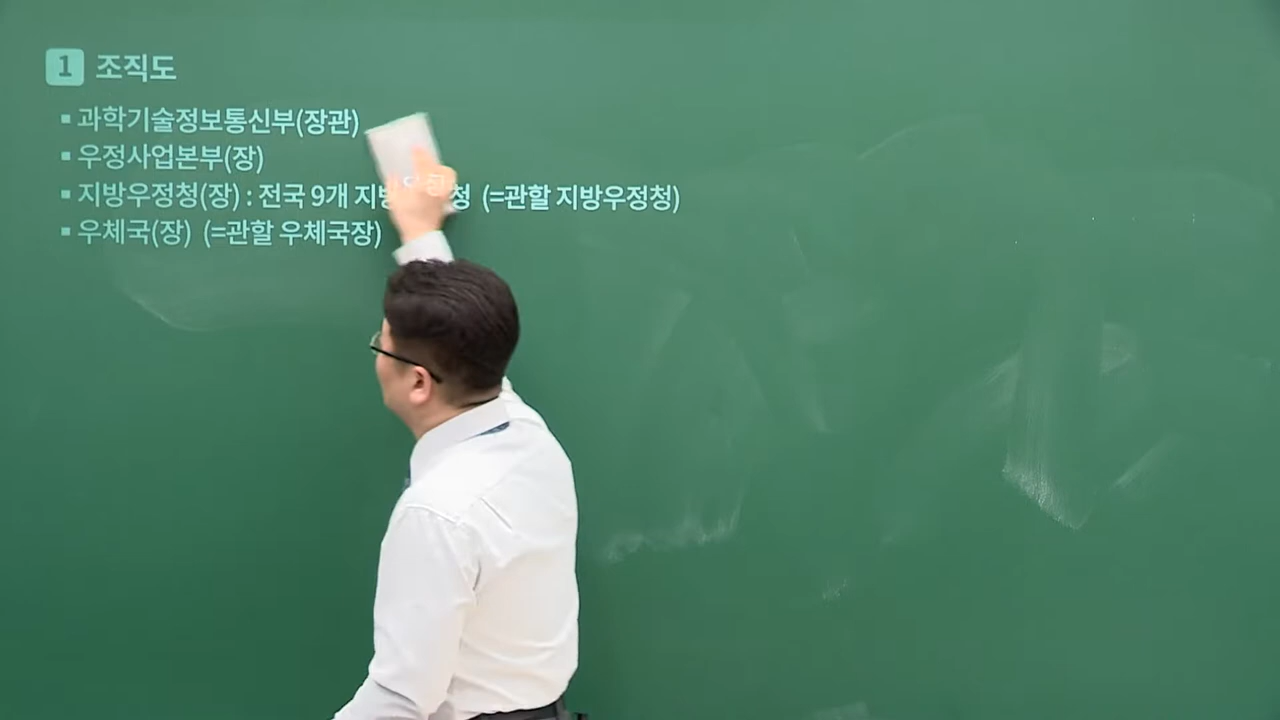 1 조직도
▪ 과학기술정보통신부(장관)
▪ 우정사업본부(장)
▪ 지방우정청(장) : 전국 9개 청 (=관할 지방우정청)
▪ 우체국(장) (=관할 우체국장)